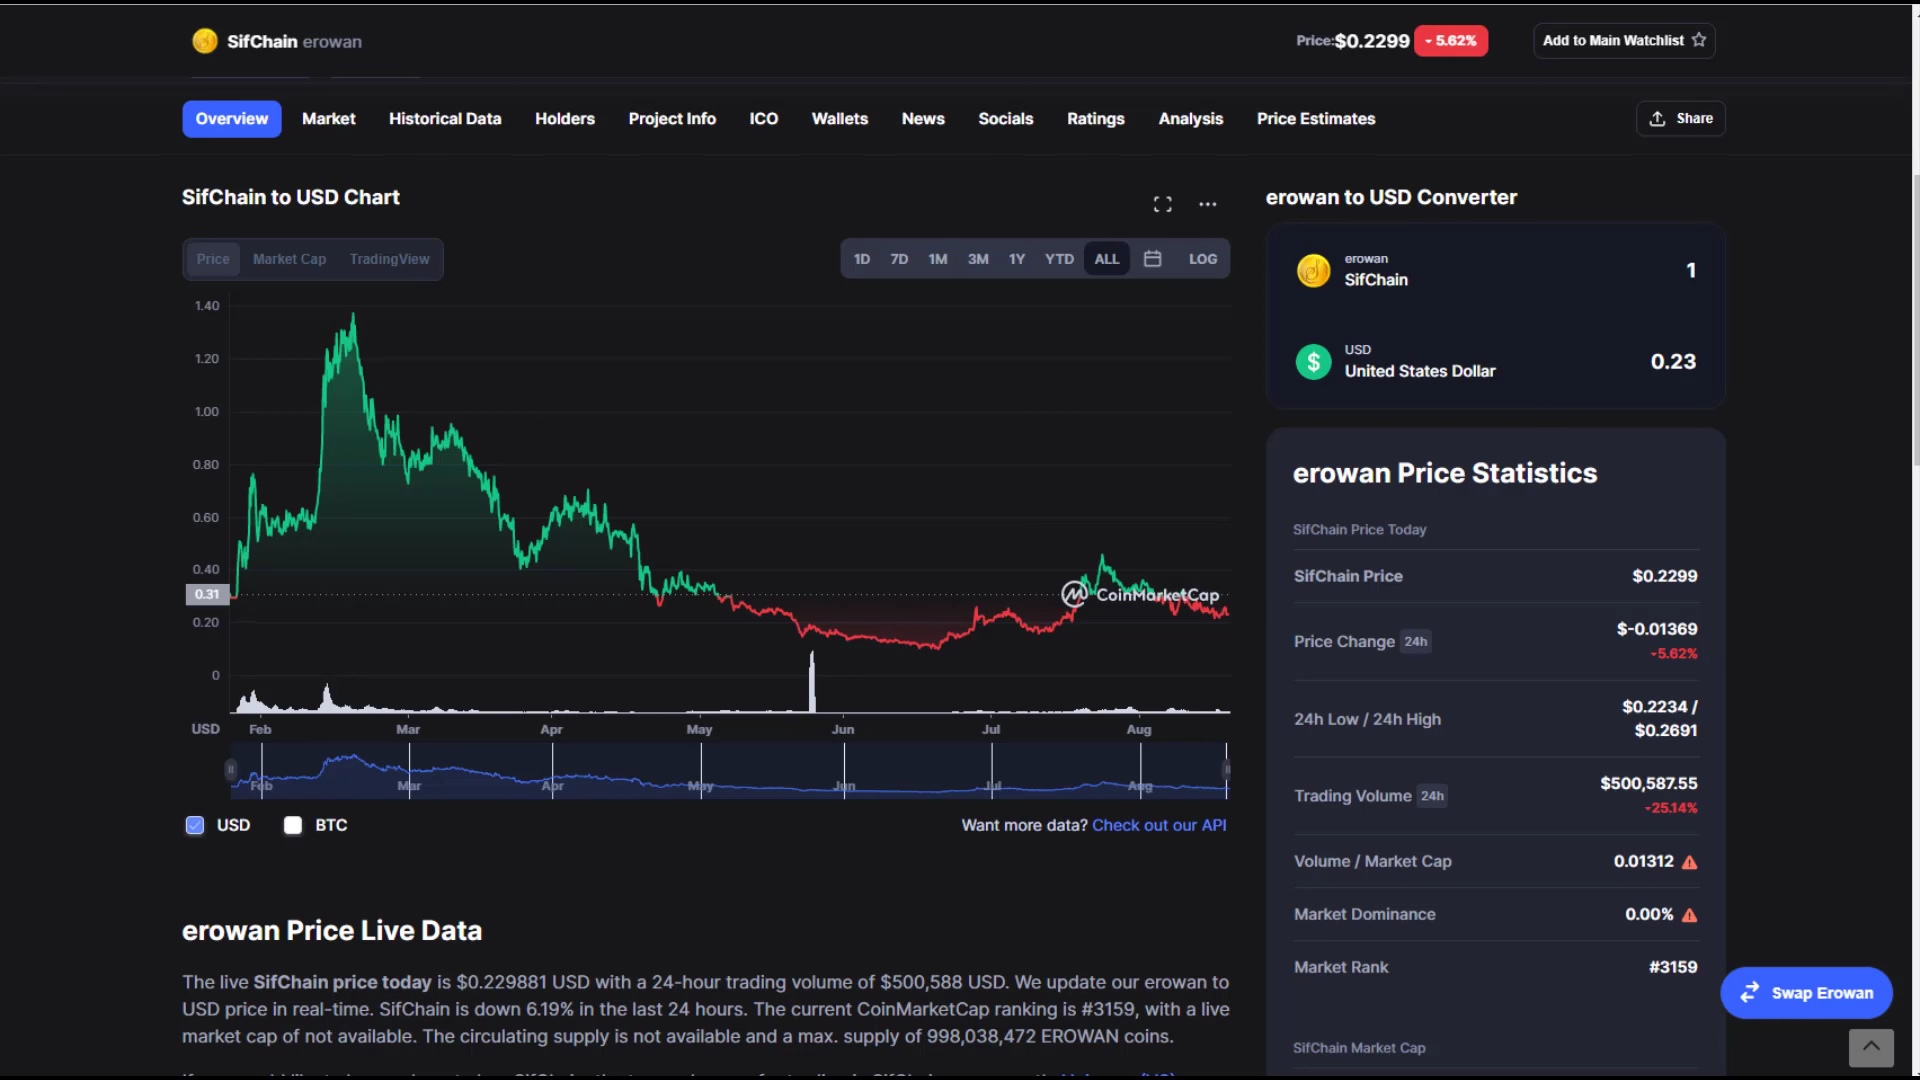 SifChain erowan
Price:$0.2299 5.62%
Add to Main Watchlist
Overview Market Historical Data Holders Project Info ICO Wallets News Socials Ratings Analysis Price Estimates
Share
SifChain to USD Chart
Price Market Cap TradingView
1D 7D 1M 3M 1Y YTD ALL LOG
1.40
1.20
1.00
0.80
0.60
0.40
0.31
0.20
0
CoinMarketCap
USD Feb Mar Apr May Jun Jul Aug
Feb Mar Apr May Jun Jul Aug
USD BTC
Want more data? Check out our API
erowan Price Live Data
The live SifChain price today is $0.229881 USD with a 24-hour trading volume of $500,588 USD. We update our erowan to
USD price in real-time. SifChain is down 6.19% in the last 24 hours. The current CoinMarketCap ranking is #3159, with a live
market cap of not available. The circulating supply is not available and a max. supply of 998,038,472 EROWAN coins.
erowan to USD Converter
erowan
SifChain
1
USD
United States Dollar
0.23
erowan Price Statistics
SifChain Price Today
SifChain Price $0.2299
Price Change 24h $-0.01369
-5.62%
24h Low / 24h High $0.2234 /
$0.2691
Trading Volume 24h $500,587.55
-25.14%
Volume / Market Cap 0.01312
Market Dominance 0.00%
Market Rank #3159
SifChain Market Cap
Swap Erowan